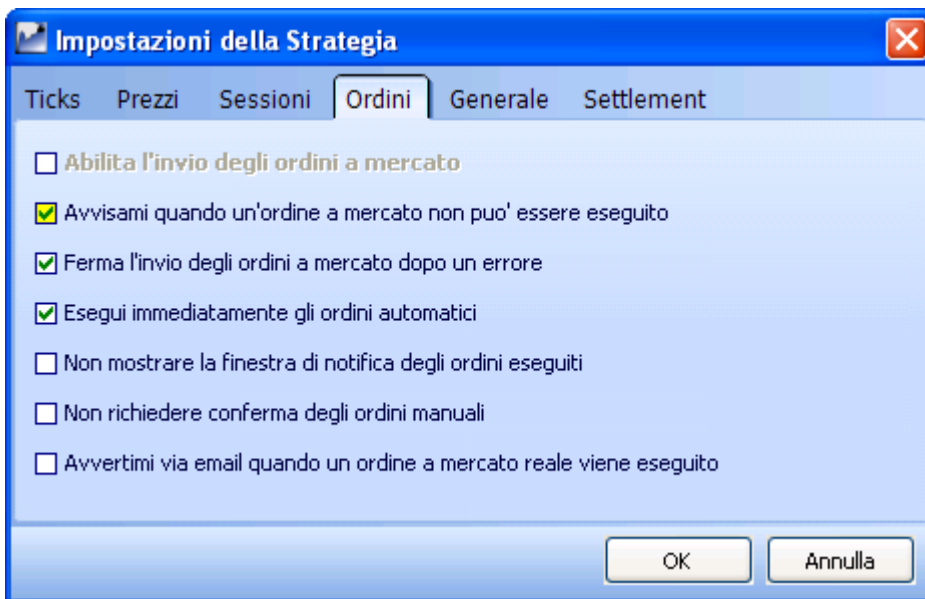 Impostazioni della Strategia
Ticks Prezzi Sessioni Ordini Generale Settlement
Abilita l'invio degli ordini a mercato
Avvisami quando un'ordine a mercato non puo' essere eseguito
Ferma l'invio degli ordini a mercato dopo un errore
Esegui immediatamente gli ordini automatici
Non mostrare la finestra di notifica degli ordini eseguiti
Non richiedere conferma degli ordini manuali
Avvertimi via email quando un ordine a mercato reale viene eseguito
OK Annulla